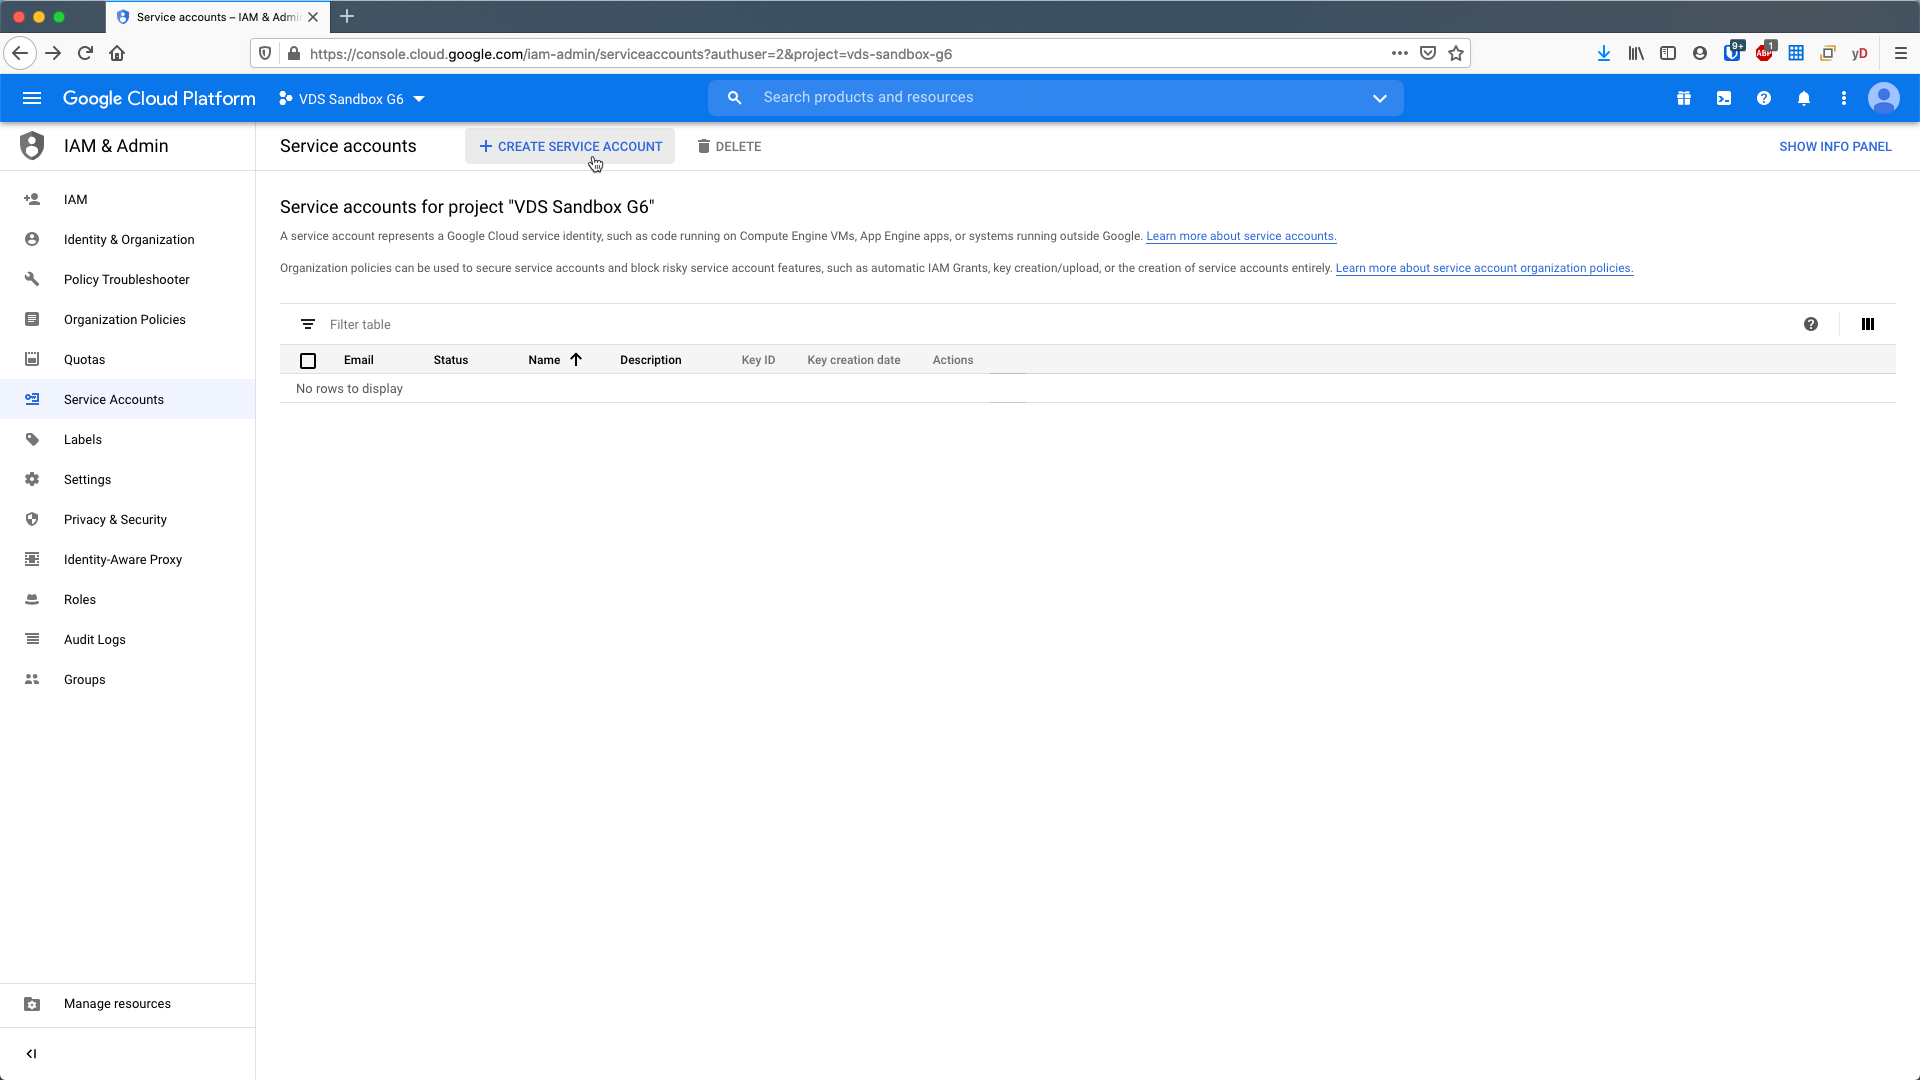 Service accounts – IAM & Admi
https://console.cloud.google.com/iam-admin/serviceaccounts?authuser=2&project=vds-sandbox-g6
9+
ABP
1
yD
Google Cloud Platform
VDS Sandbox G6
Search products and resources
IAM & Admin
Service accounts
CREATE SERVICE ACCOUNT
DELETE
SHOW INFO PANEL
IAM
Identity & Organization
Policy Troubleshooter
Organization Policies
Quotas
Service Accounts
Labels
Settings
Privacy & Security
Identity-Aware Proxy
Roles
Audit Logs
Groups
Manage resources
Service accounts for project "VDS Sandbox G6"
A service account represents a Google Cloud service identity, such as code running on Compute Engine VMs, App Engine apps, or systems running outside Google. Learn more about service accounts.
Organization policies can be used to secure service accounts and block risky service account features, such as automatic IAM Grants, key creation/upload, or the creation of service accounts entirely. Learn more about service account organization policies.
Filter table
Email Status Name Description Key ID Key creation date Actions
No rows to display